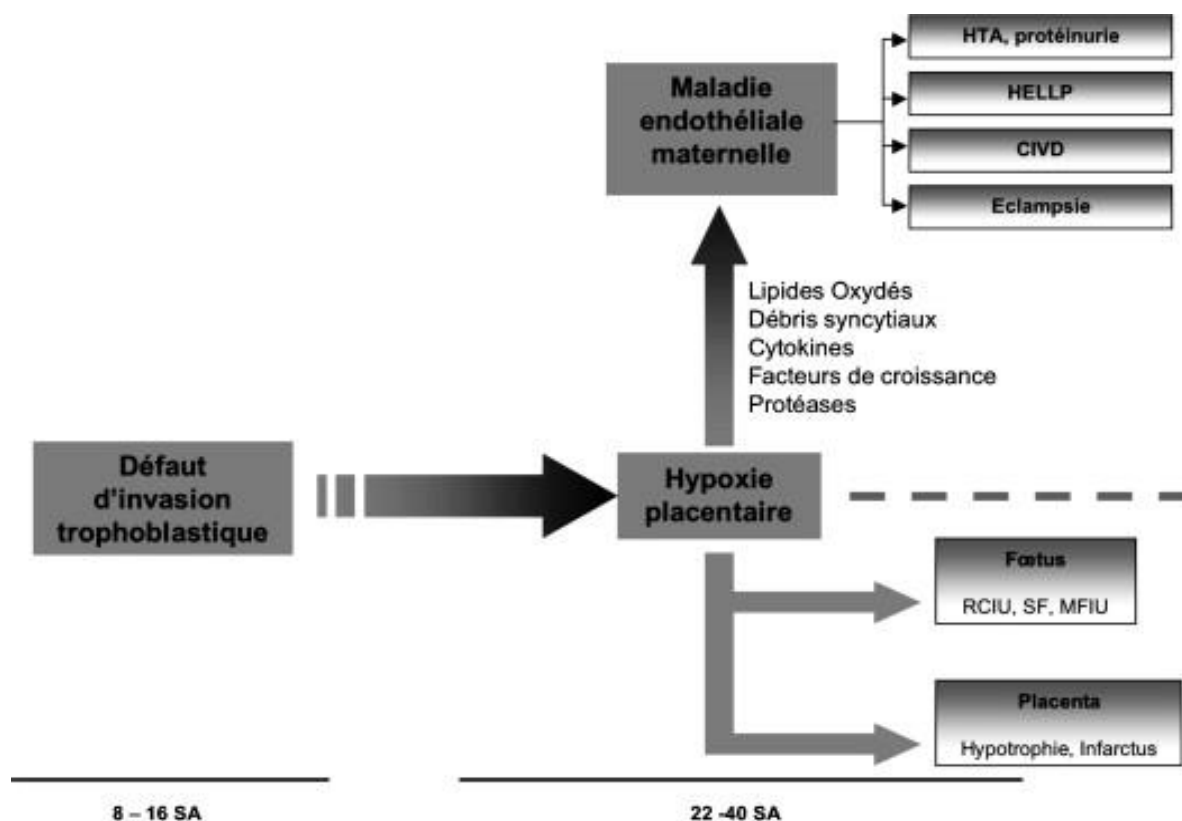 HTA, protéinurie
HELLP
CIVD
Eclampsie
Maladie
endothéliale
maternelle
Lipides Oxydés
Débris syncytiaux
Cytokines
Facteurs de croissance
Protéases
Défaut
d'invasion
trophoblastique
Hypoxie
placentaire
Fœtus
RCIU, SF, MFIU
Placenta
Hypotrophie, Infarctus
8 – 16 SA
22 -40 SA